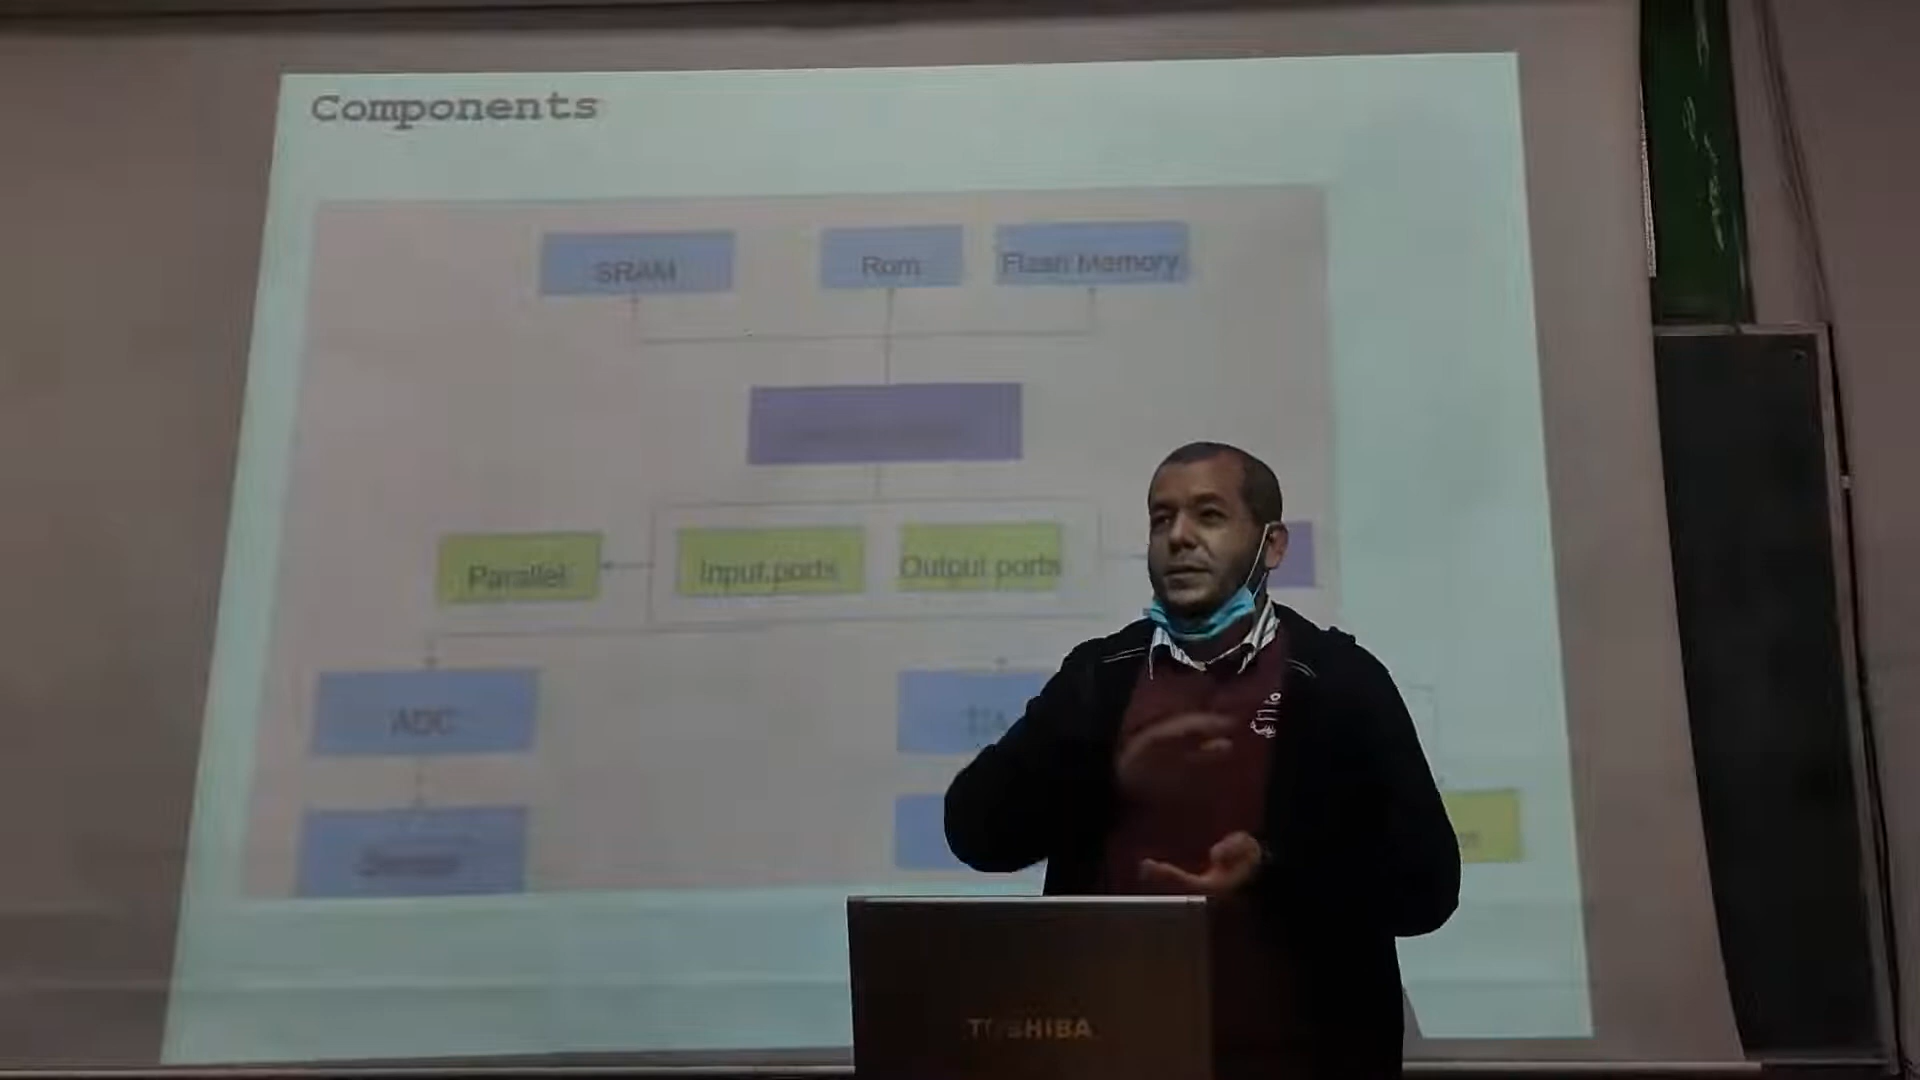 Components
SRAM
Rom
Flash Memory
Parallel
Input ports
Output ports
ADC
Sensor
TOSHIBA